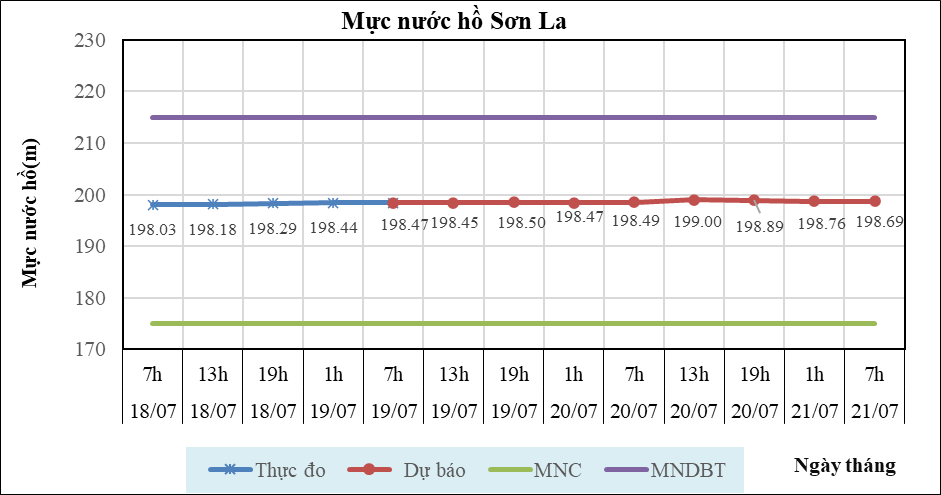 Mực nước hồ Sơn La
Mực nước hồ(m)
230
220
210
200
190
180
170
198.03 198.18 198.29 198.44 198.47 198.45 198.50 198.47 198.49 199.00 198.89 198.76 198.69
7h 13h 19h 1h 7h 13h 19h 1h 7h 13h 19h 1h 7h
18/07 18/07 18/07 19/07 19/07 19/07 19/07 20/07 20/07 20/07 20/07 21/07 21/07
Thực đo Dự báo MNC MNDBT
Ngày tháng